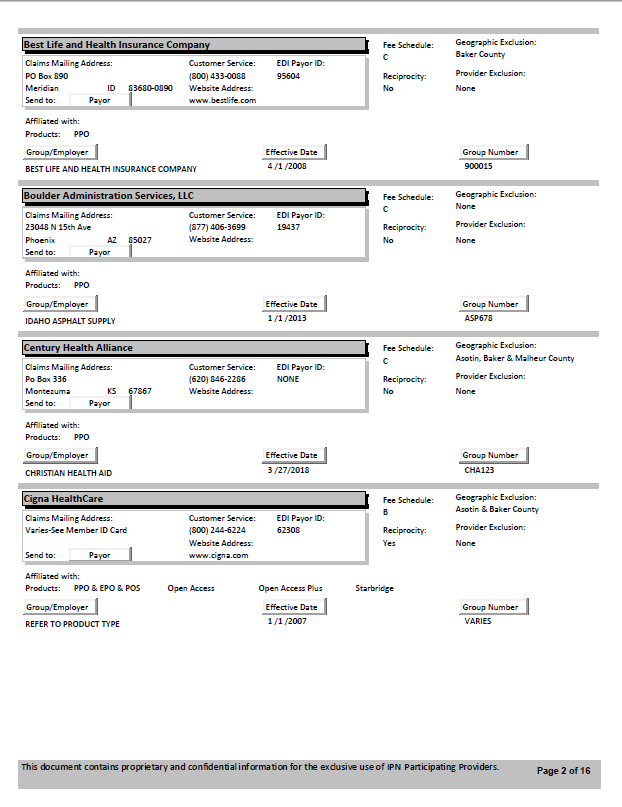 Best Life and Health Insurance Company
Fee Schedule: Geographic Exclusion:
C Baker County
Claims Mailing Address: Customer Service: EDI Payor ID:
PO Box 890 (800) 433-0088 95604 Reciprocity: Provider Exclusion:
Meridian ID 83680-0890 Website Address: No None
Send to: Payor www.bestlife.com
Affiliated with:
Products: PPO
Group/Employer Effective Date Group Number
BEST LIFE AND HEALTH INSURANCE COMPANY 4 /1 /2008 900015
Boulder Administration Services, LLC
Fee Schedule: Geographic Exclusion:
C None
Claims Mailing Address: Customer Service: EDI Payor ID:
23048 N 15th Ave (877) 406-3699 19437 Reciprocity: Provider Exclusion:
Phoenix AZ 85027 Website Address: No None
Send to: Payor
Affiliated with:
Products: PPO
Group/Employer Effective Date Group Number
IDAHO ASPHALT SUPPLY 1 /1 /2013 ASP678
Century Health Alliance
Fee Schedule: Geographic Exclusion:
C Asotin, Baker & Malheur County
Claims Mailing Address: Customer Service: EDI Payor ID:
Po Box 336 (620) 846-2286 NONE Reciprocity: Provider Exclusion:
Montezuma KS 67867 Website Address: No None
Send to: Payor
Affiliated with:
Products: PPO
Group/Employer Effective Date Group Number
CHRISTIAN HEALTH AID 3 /27/2018 CHA123
Cigna HealthCare
Fee Schedule: Geographic Exclusion:
B Asotin & Baker County
Claims Mailing Address: Customer Service: EDI Payor ID:
Varies-See Member ID Card (800) 244-6224 62308 Reciprocity: Provider Exclusion:
Website Address: Yes None
Send to: Payor www.cigna.com
Affiliated with:
Products: PPO & EPO & POS Open Access Open Access Plus Starbridge
Group/Employer Effective Date Group Number
REFER TO PRODUCT TYPE 1 /1 /2007 VARIES
This document contains proprietary and confidential information for the exclusive use of IPN Participating Providers. Page 2 of 16